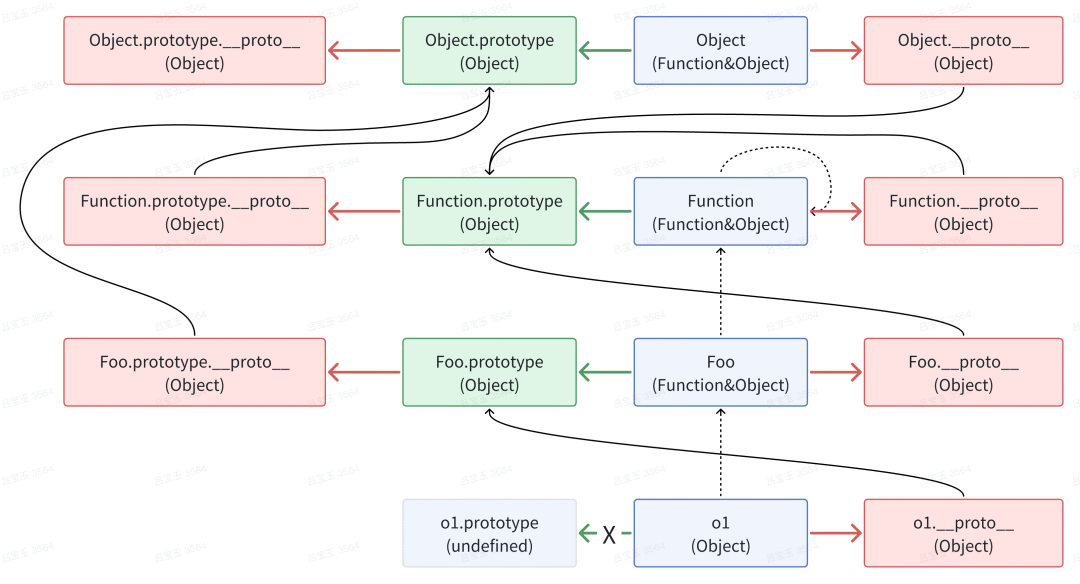 Object.prototype.__proto__
(Object)
Object.prototype
(Object)
Object
(Function&Object)
Object.__proto__
(Object)
Function.prototype.__proto__
(Object)
Function.prototype
(Object)
Function
(Function&Object)
Function.__proto__
(Object)
Foo.prototype.__proto__
(Object)
Foo.prototype
(Object)
Foo
(Function&Object)
Foo.__proto__
(Object)
o1.prototype
(undefined)
X
o1
(Object)
o1.__proto__
(Object)